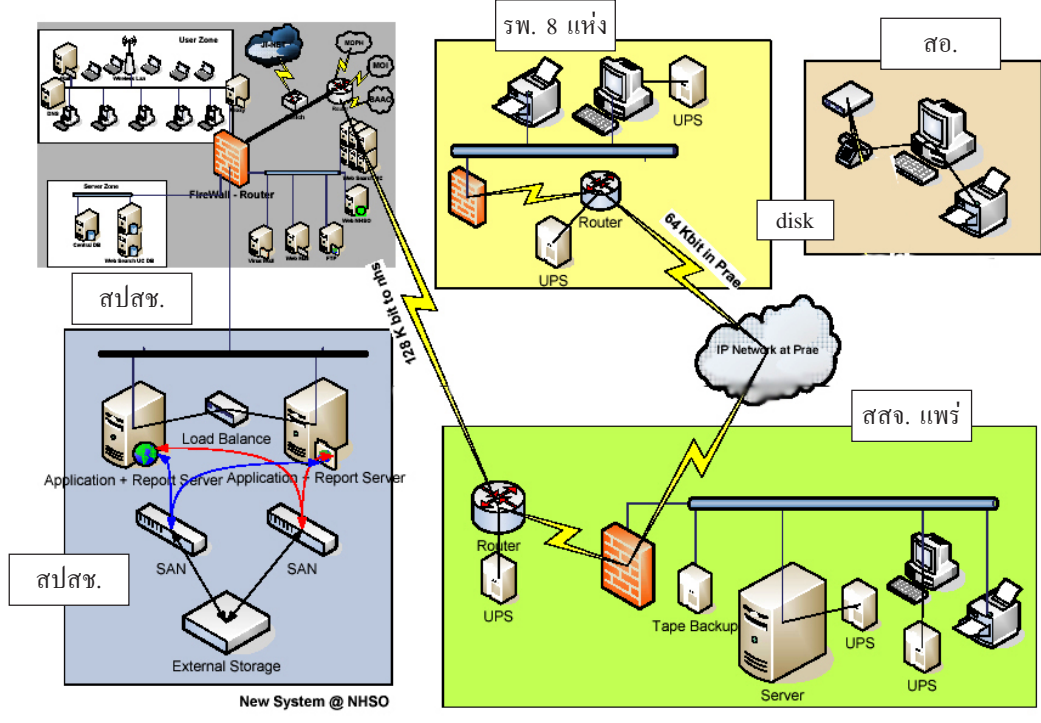 รพ. 8 แห่ง
สอ.
User Zone
Wireless Lan
DNS
MOPH
MOI
BAAC
FireWall - Router
Web NHSO
Server Zone
Central DB
Web Search UC DB
Virus Wall
FTP
สปสช.
UPS
Router
UPS
64 Kbit in Prae
disk
128 K bit to nhs
IP Network at Prae
สสจ. แพร่
Load Balance
Application + Report Server
Application + Report Server
SAN
SAN
สปสช.
External Storage
New System @ NHSO
Router
UPS
Tape Backup
UPS
Server
UPS